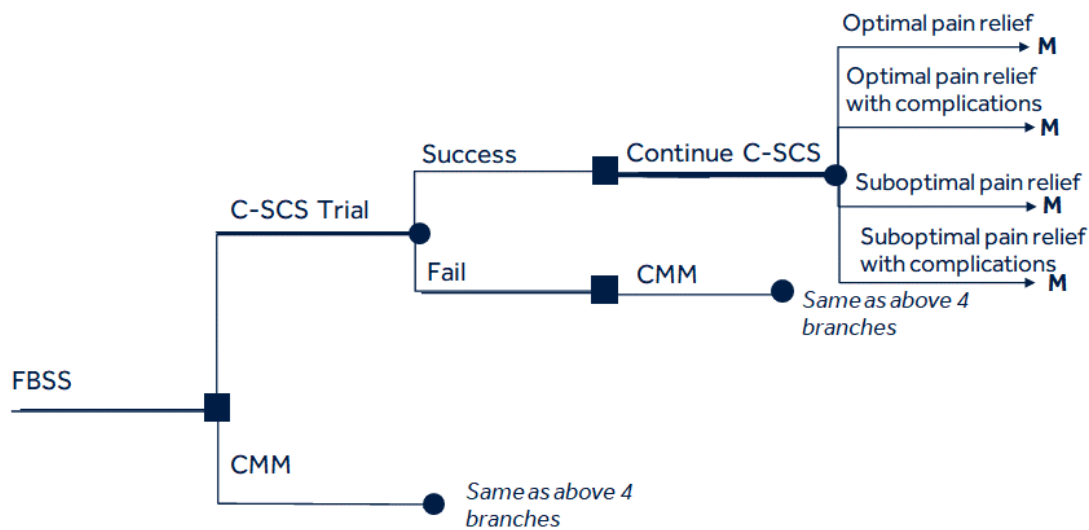 Optimal pain relief
M
Optimal pain relief
with complications
M
Success
Continue C-SCS
Suboptimal pain relief
M
C-SCS Trial
Suboptimal pain relief
with complications
M
Fail
CMM
Same as above 4
branches
FBSS
CMM
Same as above 4
branches